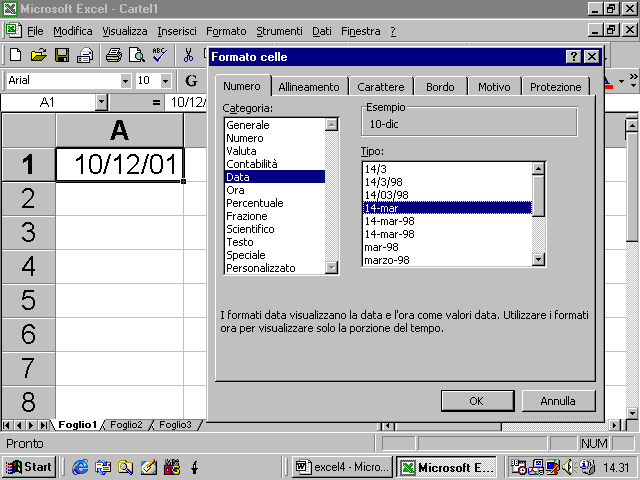 Microsoft Excel - Cartel1
File Modifica Visualizza Inserisci Formato Strumenti Dati Finestra ?
Arial 10 G
A1 = 10/12/
A
1 10/12/01
2
3
4
5
6
7
8
Formato celle
Numero Allineamento Carattere Bordo Motivo Protezione
Categoria:
Generale
Numero
Valuta
Contabilità
Data
Ora
Percentuale
Frazione
Scientifico
Testo
Speciale
Personalizzato
Esempio
10-dic
Tipo:
14/3
14/3/98
14/03/98
14-mar
14-mar-98
14-mar-98
mar-98
marzo-98
I formati data visualizzano la data e l'ora come valori data. Utilizzare i formati
ora per visualizzare solo la porzione del tempo.
OK Annulla
Foglio1 Foglio2 Foglio3
Pronto NUM
Start excel4 - Micro... Microsoft E... 14.31